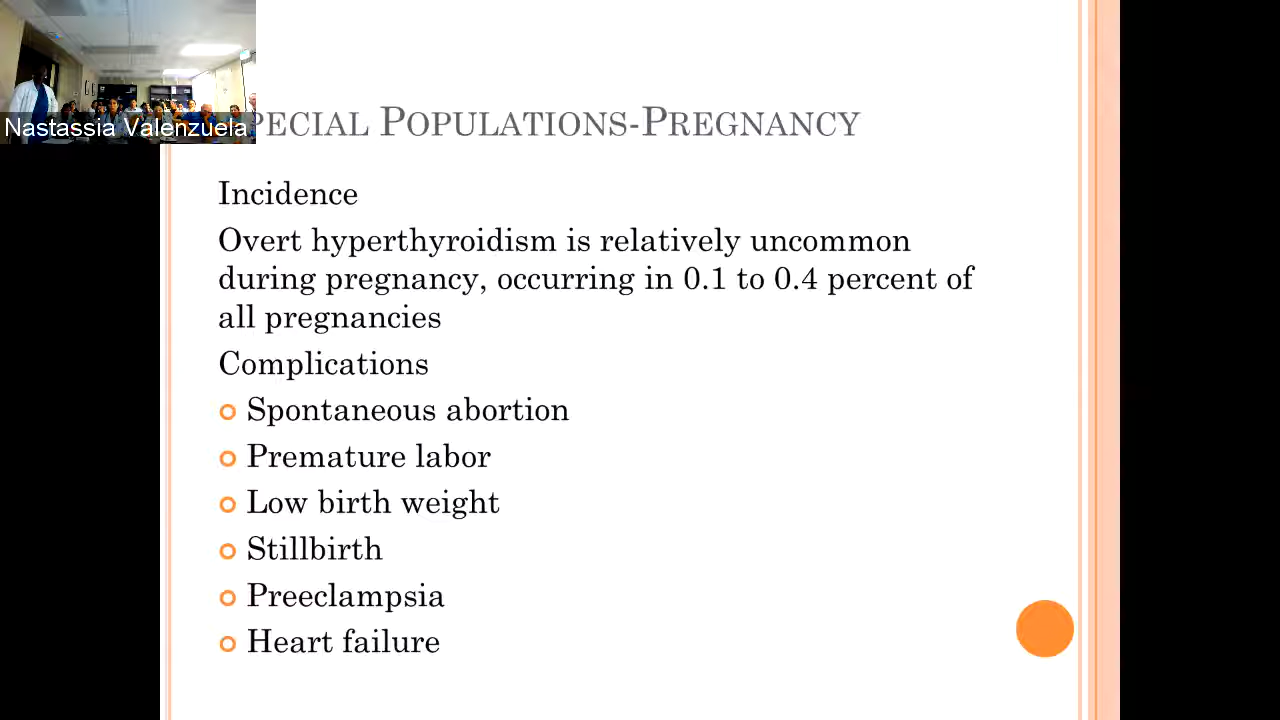 Nastassia Valenzuela
PECIAL POPULATIONS-PREGNANCY
Incidence
Overt hyperthyroidism is relatively uncommon
during pregnancy, occurring in 0.1 to 0.4 percent of
all pregnancies
Complications
Spontaneous abortion
Premature labor
Low birth weight
Stillbirth
Preeclampsia
Heart failure